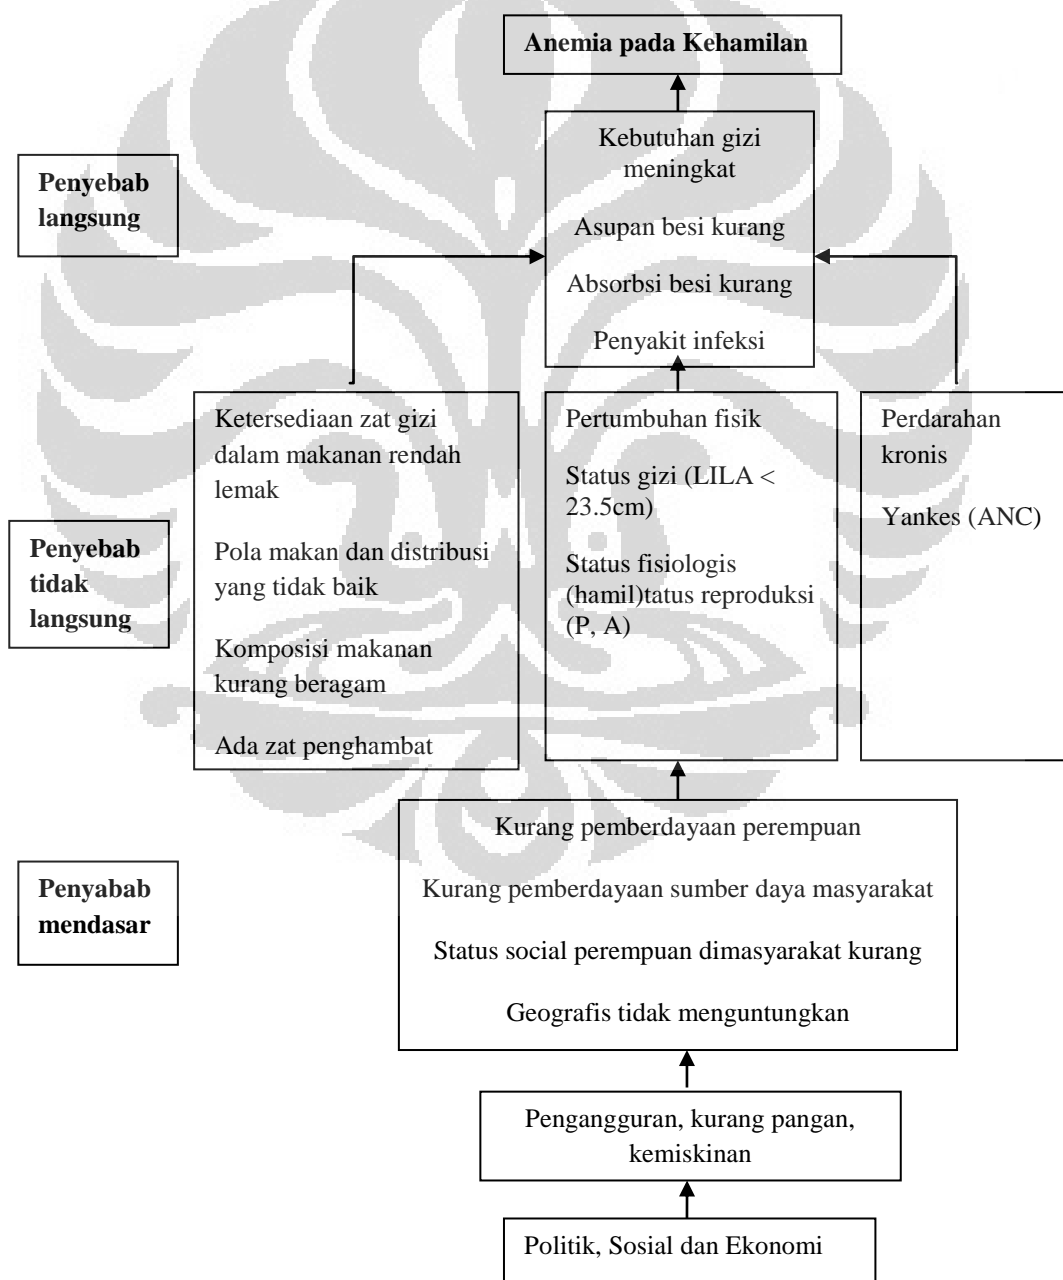 Anemia pada Kehamilan
Kebutuhan gizi
meningkat
Asupan besi kurang
Absorbsi besi kurang
Penyakit infeksi
Penyebab
langsung
Ketersediaan zat gizi
dalam makanan rendah
lemak
Pola makan dan distribusi
yang tidak baik
Komposisi makanan
kurang beragam
Ada zat penghambat
Pertumbuhan fisik
Status gizi (LILA <
23.5cm)
Status fisiologis
(hamil)tatus reproduksi
(P, A)
Perdarahan
kronis
Yankes (ANC)
Penyebab
tidak
langsung
Kurang pemberdayaan perempuan
Kurang pemberdayaan sumber daya masyarakat
Status social perempuan dimasyarakat kurang
Geografis tidak menguntungkan
Penyabab
mendasar
Pengangguran, kurang pangan,
kemiskinan
Politik, Sosial dan Ekonomi